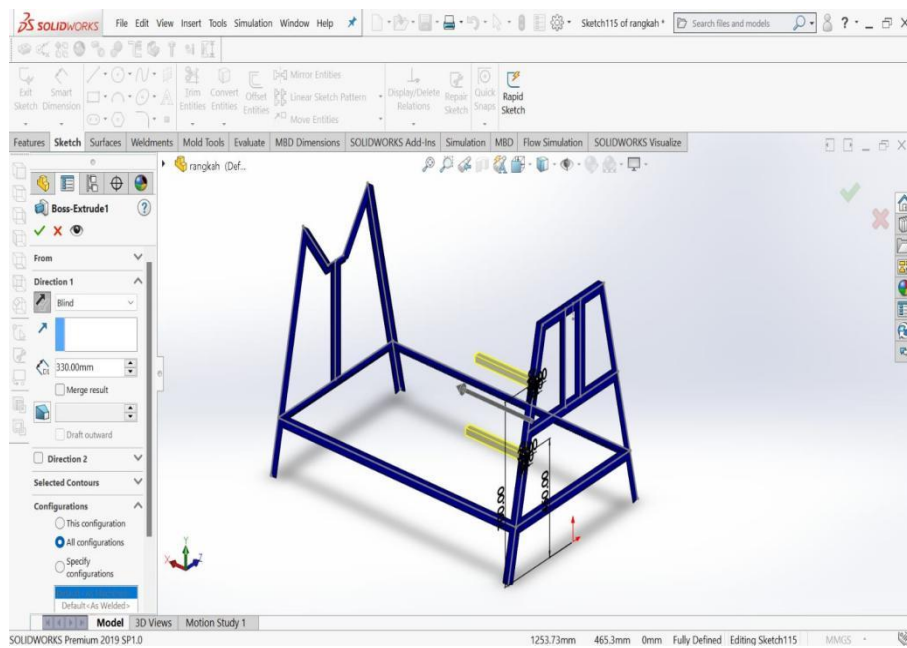 SOLIDWORKS File Edit View Insert Tools Simulation Window Help Sketch115 of rangkah * Search files and models ?
Exit Sketch
Smart Dimension
Trim Entities
Convert Entities
Offset Entities
Mirror Entities
Linear Sketch Pattern
Move Entities
Display/Delete Relations
Repair Sketch
Quick Snaps
Rapid Sketch
Features Sketch Surfaces Weldments Mold Tools Evaluate MBD Dimensions SOLIDWORKS Add-Ins Simulation MBD Flow Simulation SOLIDWORKS Visualize
rangkah (Def...
Boss-Extrude1
From
Direction 1
Blind
D1 330.00mm
Merge result
Draft outward
Direction 2
Selected Contours
Configurations
This configuration
All configurations
Specify configurations
Default<As Welded>
Model 3D Views Motion Study 1
SOLIDWORKS Premium 2019 SP1.0 1253.73mm 465.3mm 0mm Fully Defined Editing Sketch115 MMGS